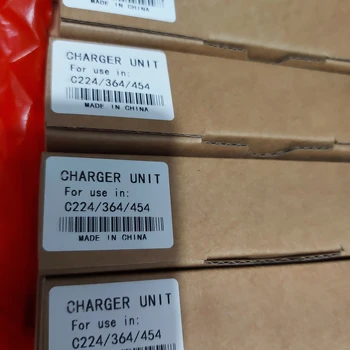 MADE IN CHINA
CHARGER UNIT
For use in:
C224/364/454
MADE IN CHINA
CHARGER UNIT
For use in:
C224/364/454
MADE IN CHINA
CHARGER UNIT
For use in:
C224/364/454